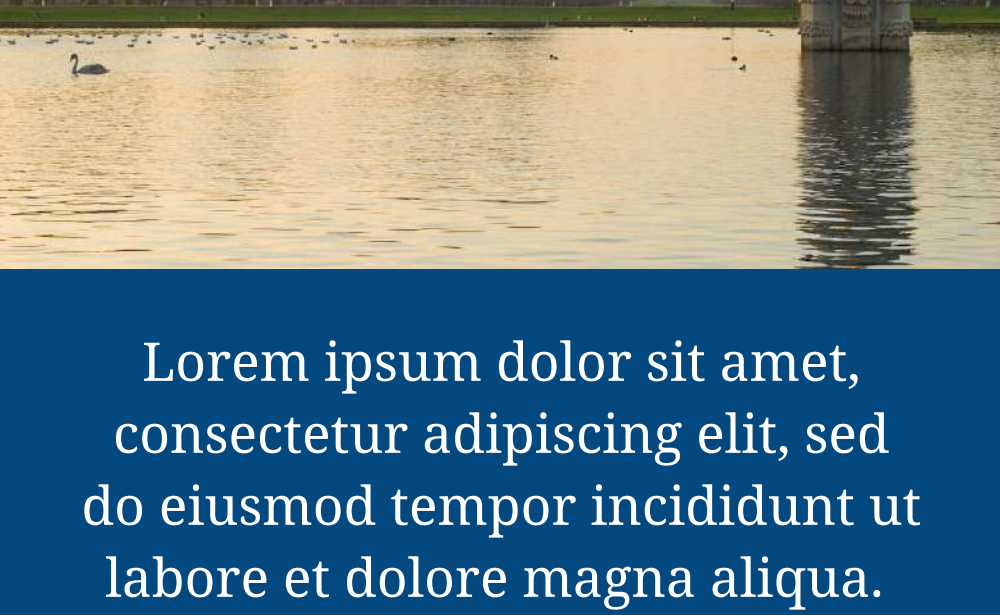 Lorem ipsum dolor sit amet,
consectetur adipiscing elit, sed
do eiusmod tempor incididunt ut
labore et dolore magna aliqua.